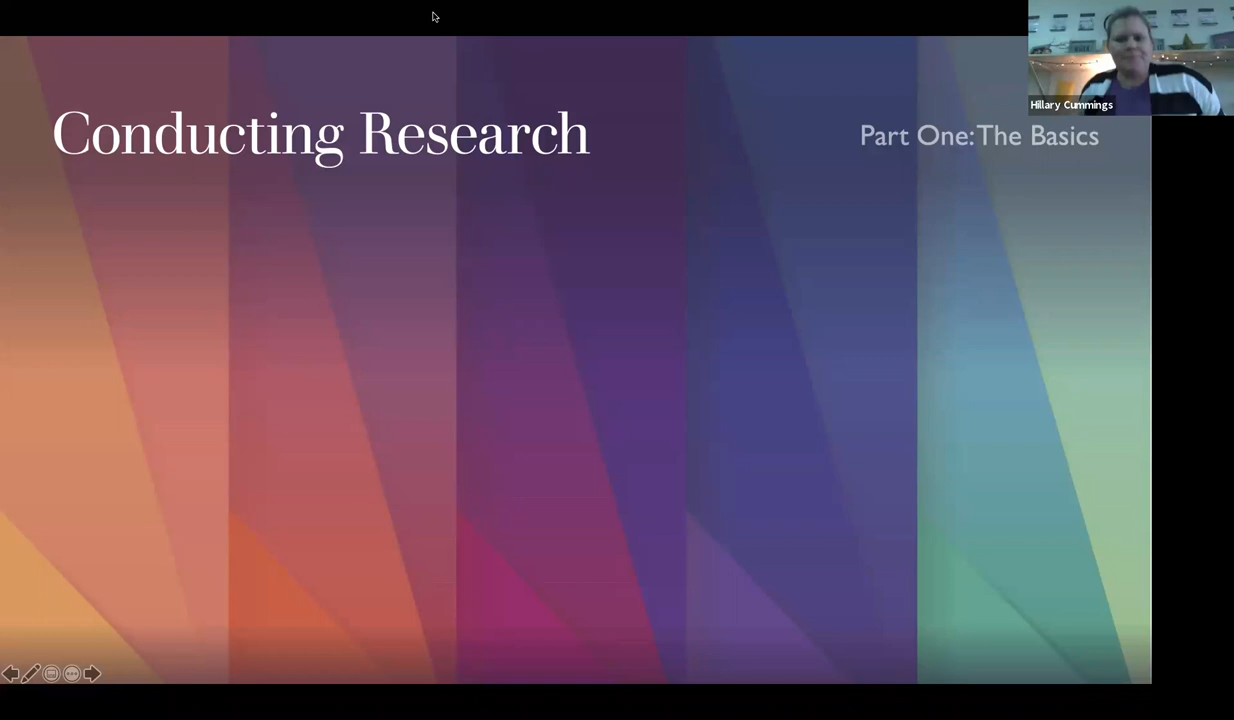 Conducting Research
Part One: The Basics
Hillary Cummings